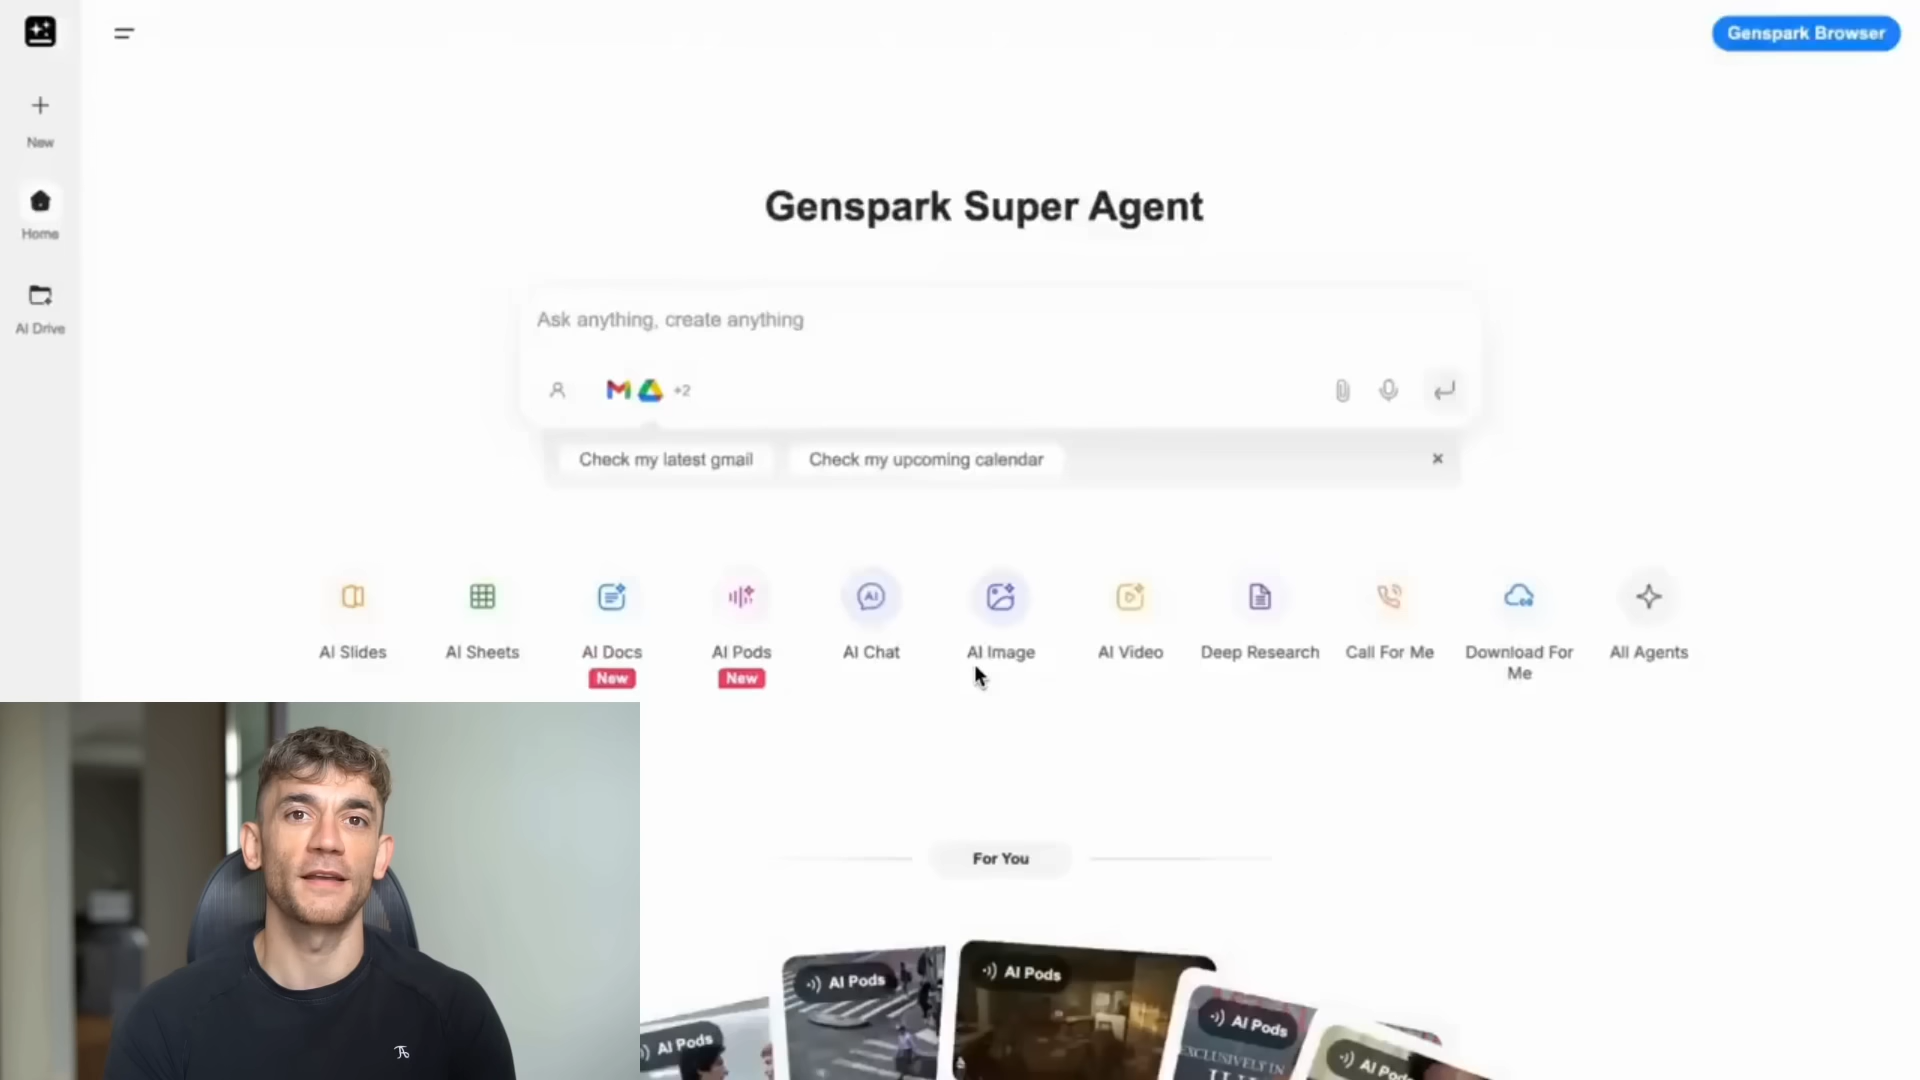 Genspark Browser
New
Home
AI Drive
Genspark Super Agent
Ask anything, create anything
+2
Check my latest gmail
Check my upcoming calendar
AI Slides
AI Sheets
AI Docs
New
AI Pods
New
AI Chat
AI Image
AI Video
Deep Research
Call For Me
Download For
Me
All Agents
For You
AI Pods
AI Pods
AI Pods
AI Pods
EXCLUSIVELY IN
AI Pods